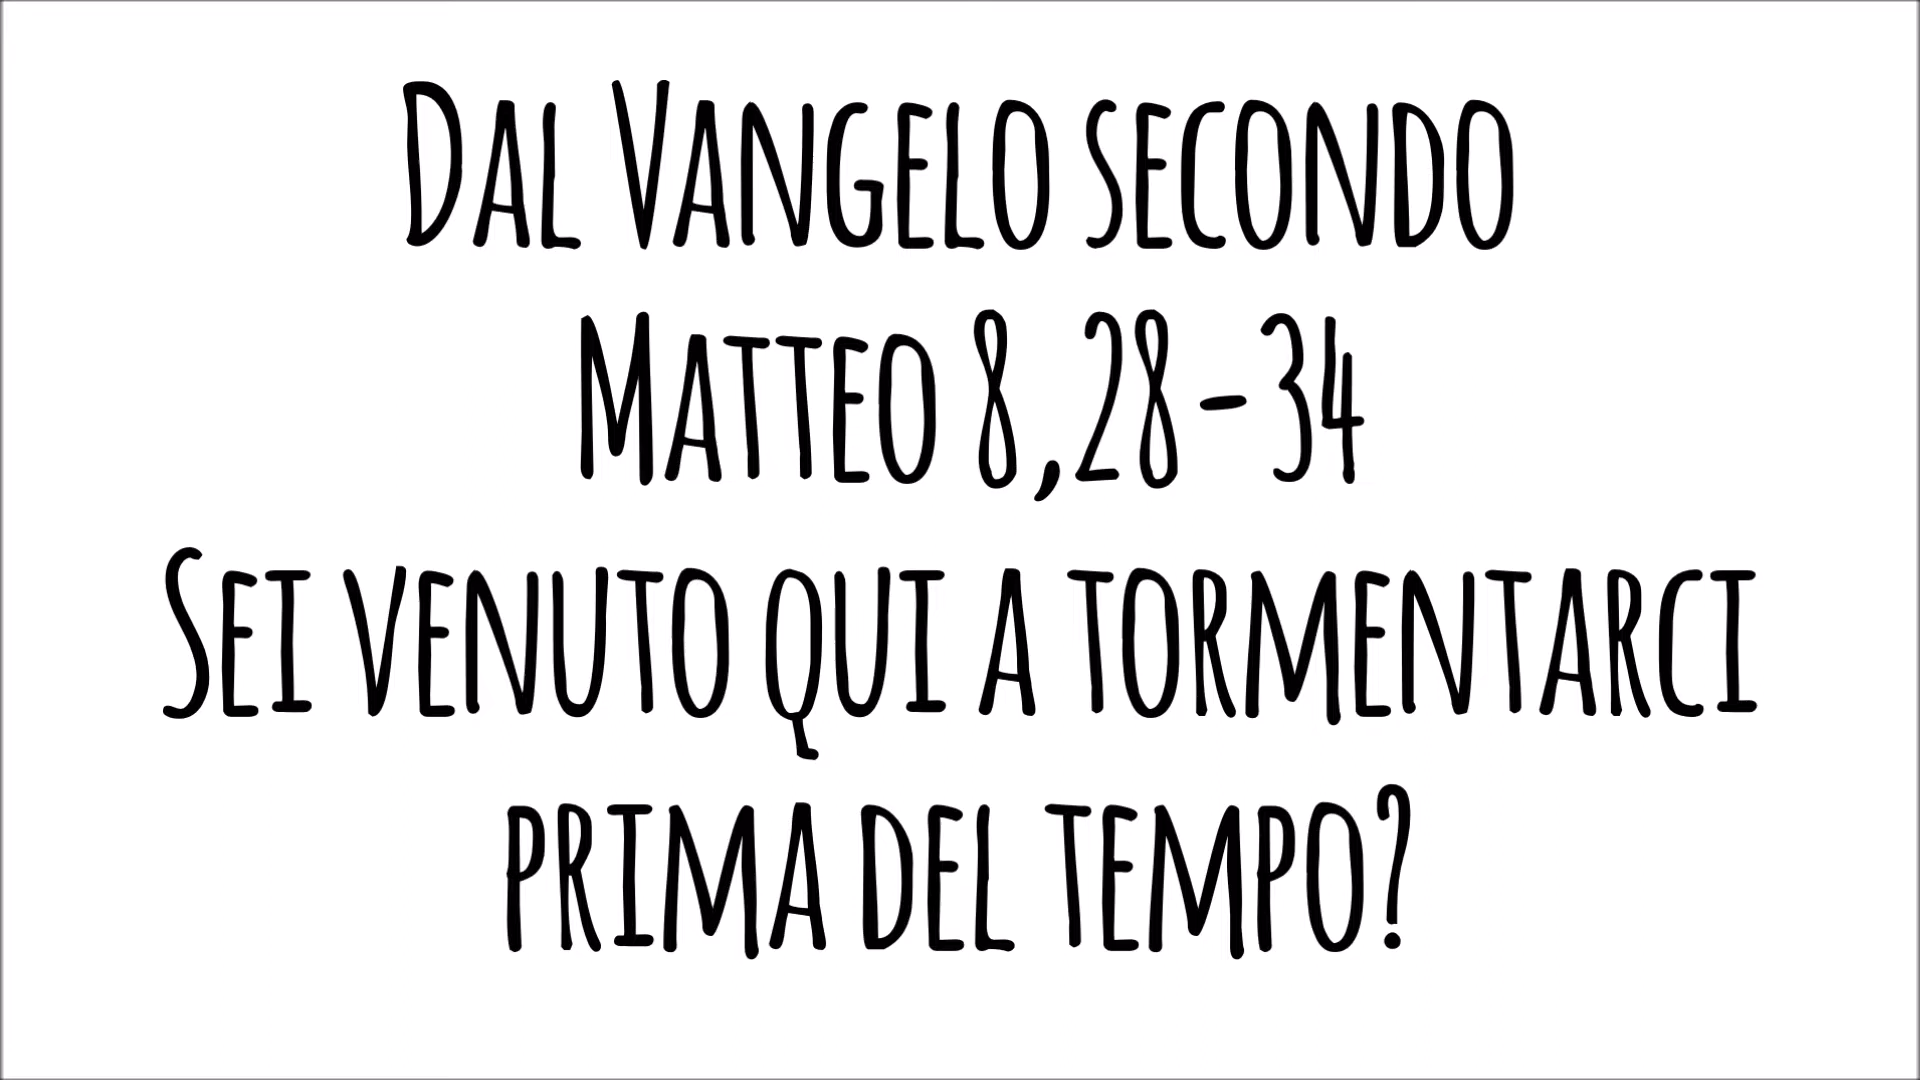 Dal Vangelo secondo
Matteo 8,28-34
Sei venuto qui a tormentarci
prima del tempo?